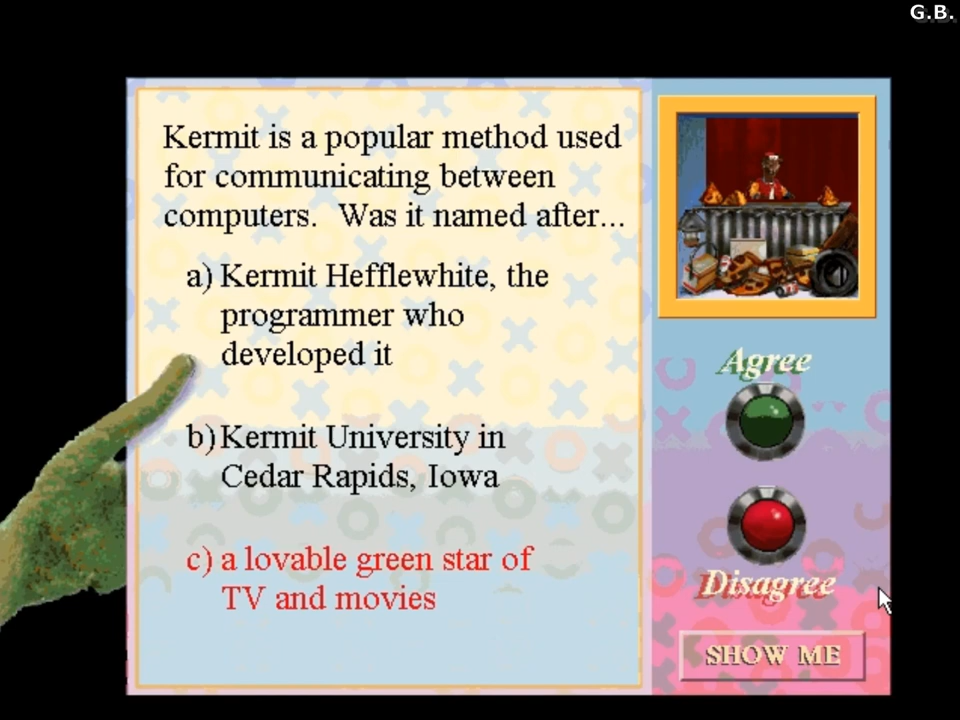 G.B.
Kermit is a popular method used
for communicating between
computers. Was it named after...
a) Kermit Hefflewhite, the
programmer who
developed it
b) Kermit University in
Cedar Rapids, Iowa
c) a lovable green star of
TV and movies
Agree
Disagree
SHOW ME